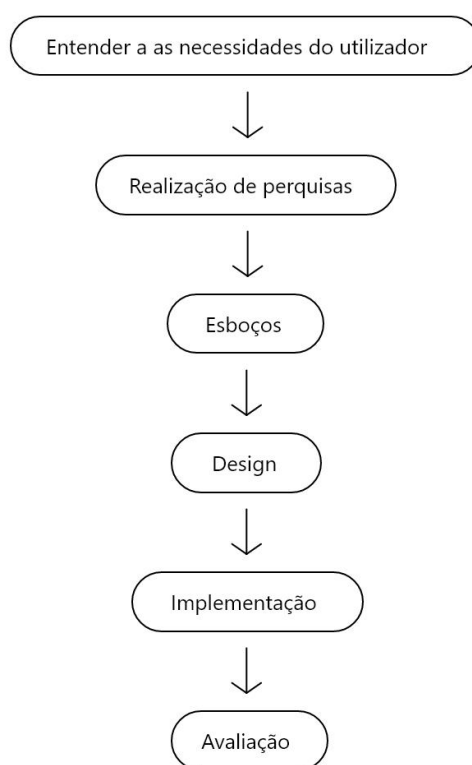 Entender a as necessidades do utilizador
Realização de perquisas
Esboços
Design
Implementação
Avaliação